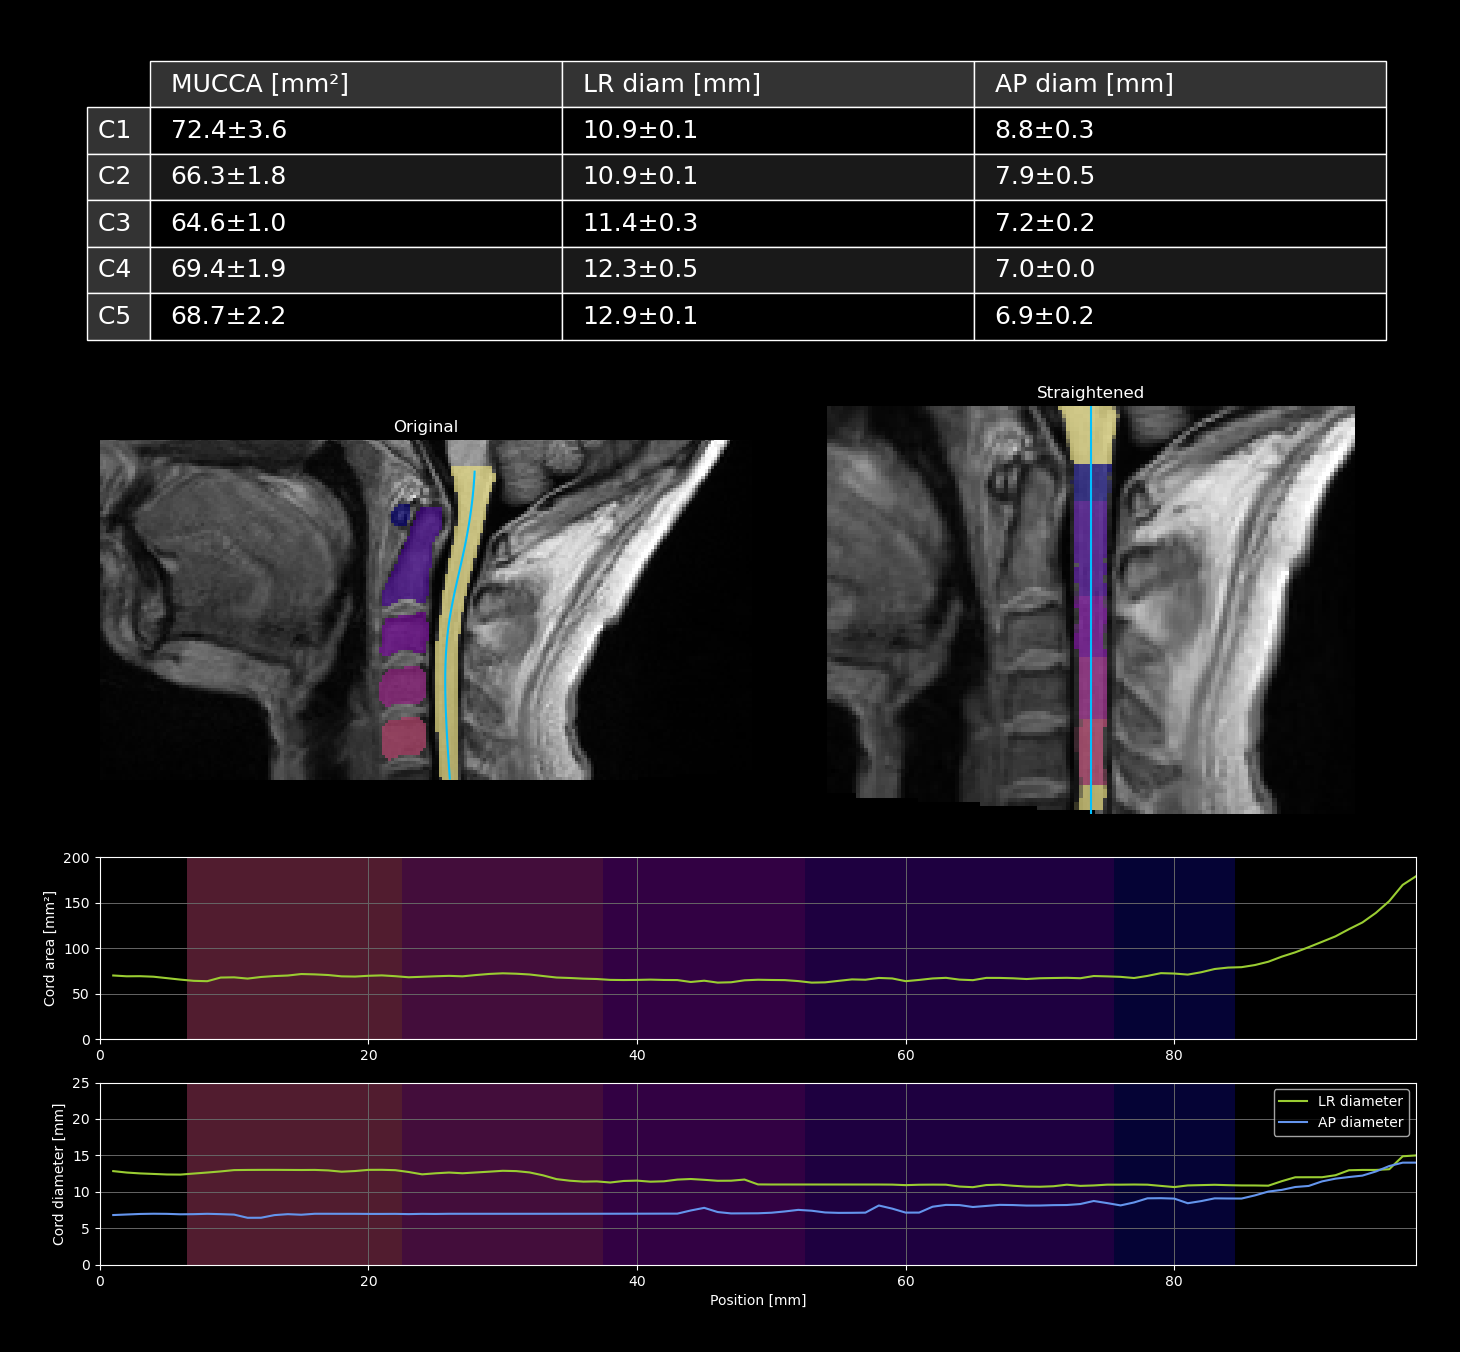 MUCCA [mm²] LR diam [mm] AP diam [mm]
C1 72.4±3.6 10.9±0.1 8.8±0.3
C2 66.3±1.8 10.9±0.1 7.9±0.5
C3 64.6±1.0 11.4±0.3 7.2±0.2
C4 69.4±1.9 12.3±0.5 7.0±0.0
C5 68.7±2.2 12.9±0.1 6.9±0.2
Original
Straightened
Cord area [mm²]
200
150
100
50
0
0 20 40 60 80
Cord diameter [mm]
25
20
15
10
5
0
LR diameter
AP diameter
0 20 40 60 80
Position [mm]